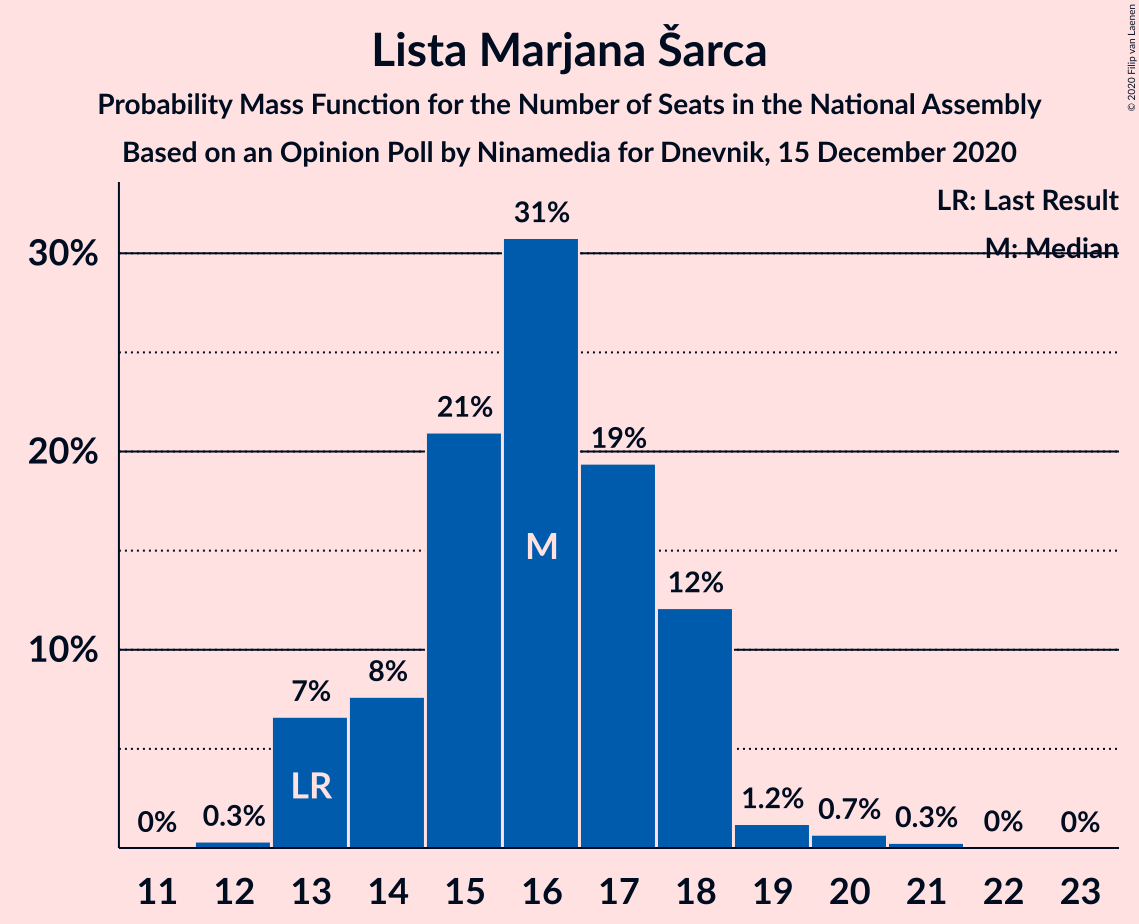 Lista Marjana Šarca
Probability Mass Function for the Number of Seats in the National Assembly
Based on an Opinion Poll by Ninamedia for Dnevnik, 15 December 2020
© 2020 Filip van Laenen
LR: Last Result
M: Median
30%
20%
10%
0%
0.3%
7%
8%
21%
31%
19%
12%
1.2%
0.7%
0.3%
0%
0%
LR
M
11 12 13 14 15 16 17 18 19 20 21 22 23